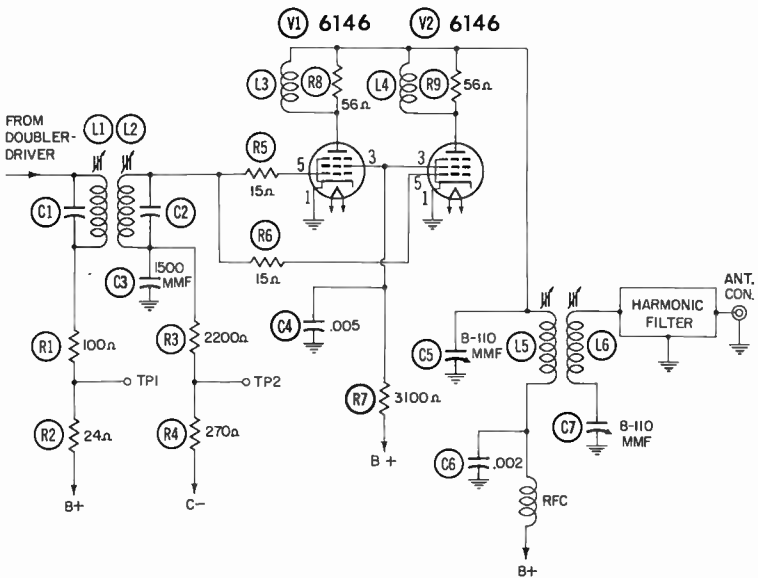 V1 6146 V2 6146
L3 R8 L4 R9
56Ω 56Ω
FROM
DOUBLER-
DRIVER
L1 L2
R5
15Ω
5 3 3 5
1 1
C1 C2
R6
15Ω
C3 1500
MMF
ANT.
CON.
HARMONIC
FILTER
C4 .005
R1 100Ω R3 2200Ω
C5 8-110
MMF
L5 L6
TP1 TP2
R7 3100Ω
R2 24Ω R4 270Ω
C7 8-110
MMF
B+
C6 .002
B+ C-
RFC
B+